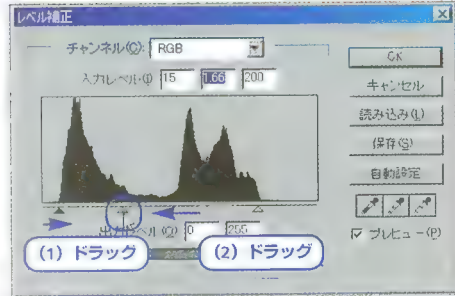 レベル補正
チャンネル(C): RGB
入力レベル(I) 15 1.66 200
OK
キャンセル
読み込み(L)
保存(S)
自動設定
出力レベル(O) 0 255
プレビュー(P)
(1) ドラッグ
(2) ドラッグ